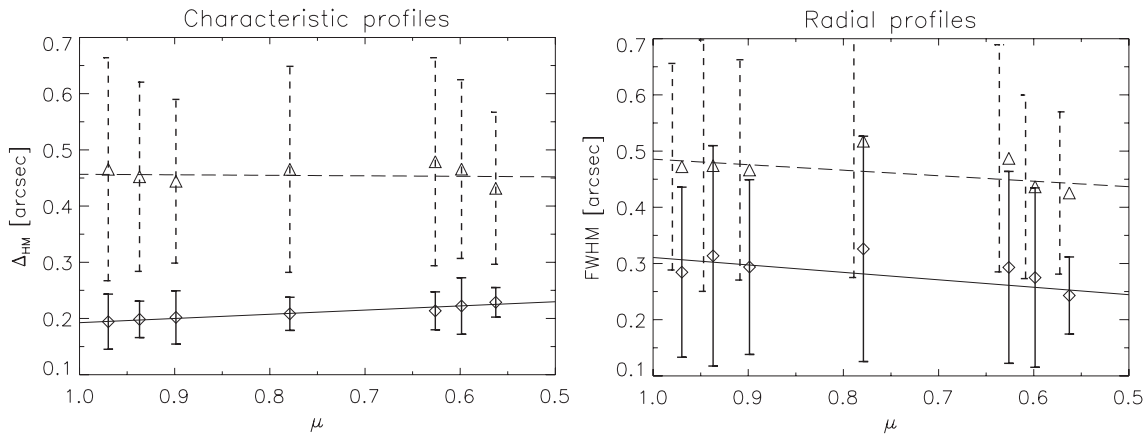 Characteristic profiles
0.7
0.6
0.5
0.4
0.3
0.2
0.1
Δ_HM [arcsec]
1.0 0.9 0.8 0.7 0.6 0.5
μ
Radial profiles
0.7
0.6
0.5
0.4
0.3
0.2
0.1
FWHM [arcsec]
1.0 0.9 0.8 0.7 0.6 0.5
μ